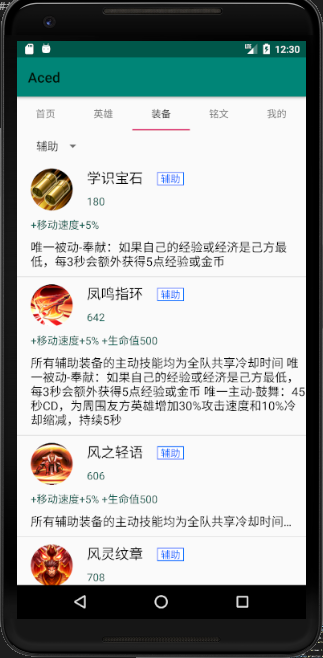 12:30
Aced
首页 英雄 装备 铭文 我的
辅助
学识宝石 辅助
180
+移动速度+5%
唯一被动-奉献：如果自己的经验或经济是己方最
低，每3秒会额外获得5点经验或金币
凤鸣指环 辅助
642
+移动速度+5% +生命值500
所有辅助装备的主动技能均为全队共享冷却时间 唯
一被动-奉献：如果自己的经验或经济是己方最低，
每3秒会额外获得5点经验或金币 唯一主动-鼓舞：45
秒CD，为周围友方英雄增加30%攻击速度和10%冷
却缩减，持续5秒
风之轻语 辅助
606
+移动速度+5% +生命值500
所有辅助装备的主动技能均为全队共享冷却时间…
风灵纹章 辅助
708